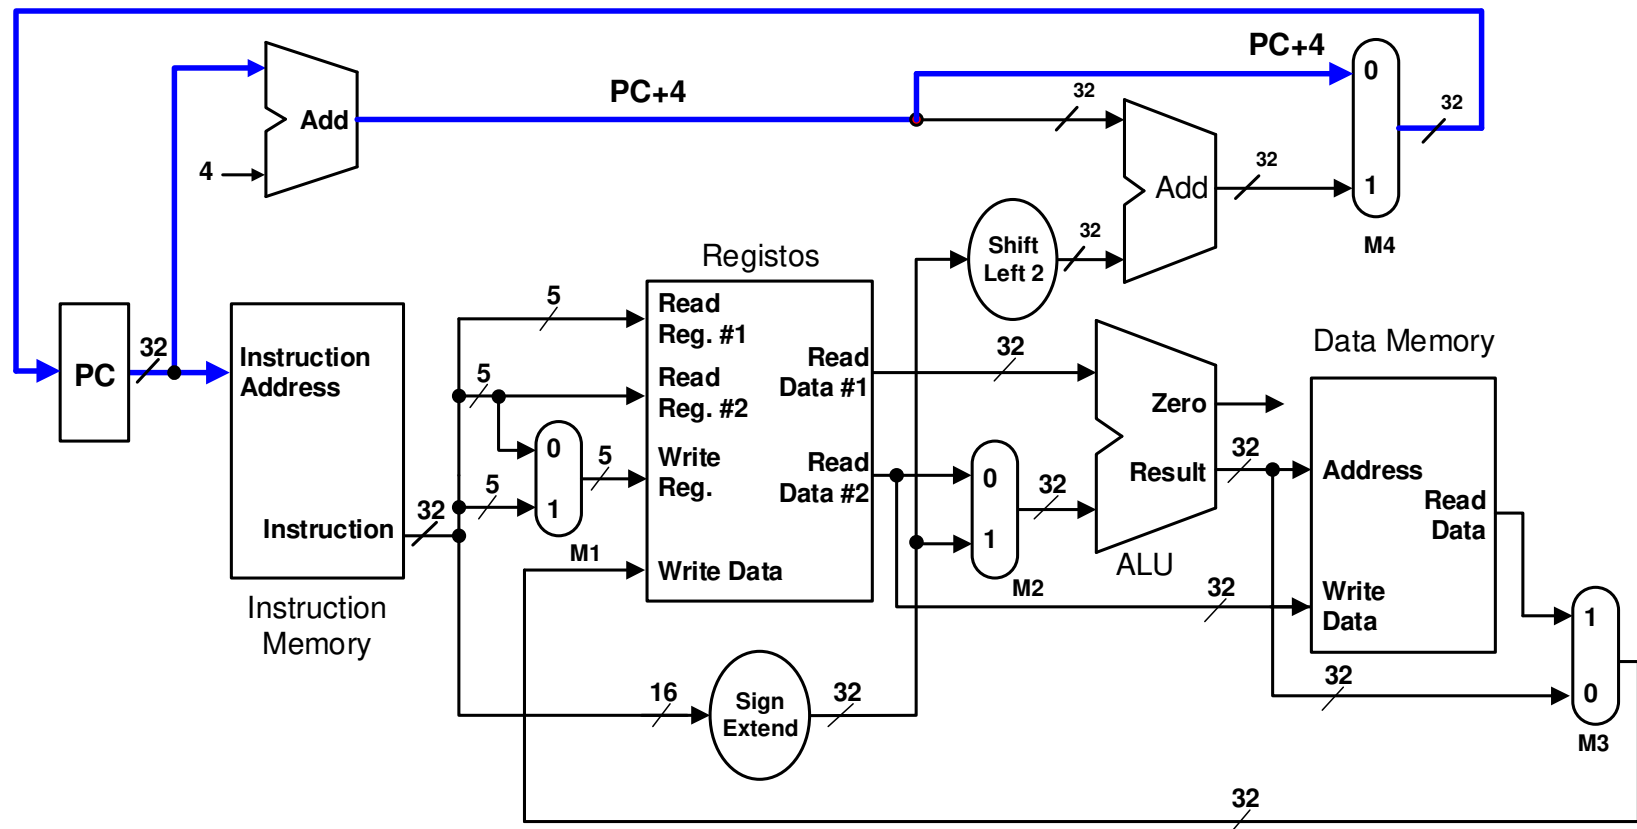 PC+4
PC+4
0
32
32
Add
4
32
Add
1
M4
Shift
Left 2
32
Registos
PC
32
Instruction
Address
Instruction
32
Instruction
Memory
5
5
5
0
1
M1
5
Read
Reg. #1
Read
Reg. #2
Write
Reg.
Write Data
Read
Data #1
Read
Data #2
32
0
1
M2
32
Zero
Result
ALU
32
32
Data Memory
Address
Read
Data
Write
Data
1
0
M3
32
16
Sign
Extend
32
32